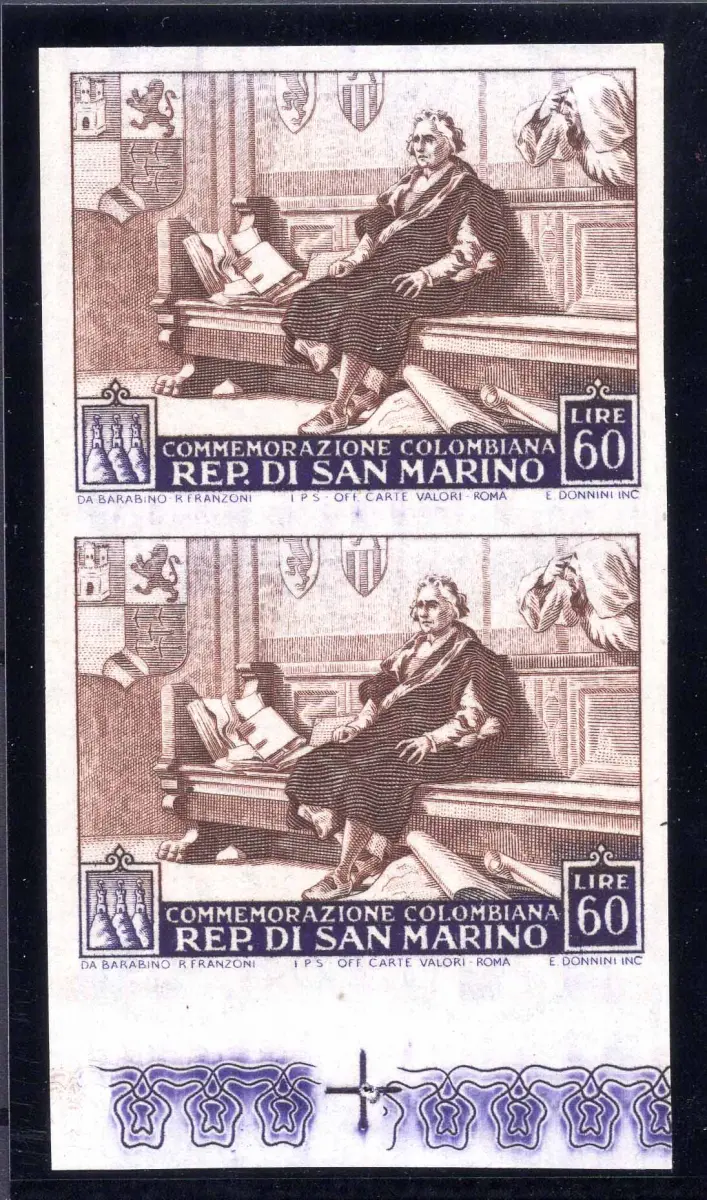 LIRE
60
COMMEMORAZIONE COLOMBIANA
REP. DI SAN MARINO
DA BARABINO - R. FRANZONI I P S - OFF. CARTE VALORI - ROMA E. DONNINI INC
LIRE
60
COMMEMORAZIONE COLOMBIANA
REP. DI SAN MARINO
DA BARABINO R. FRANZONI I P S - OFF. CARTE VALORI - ROMA E. DONNINI INC